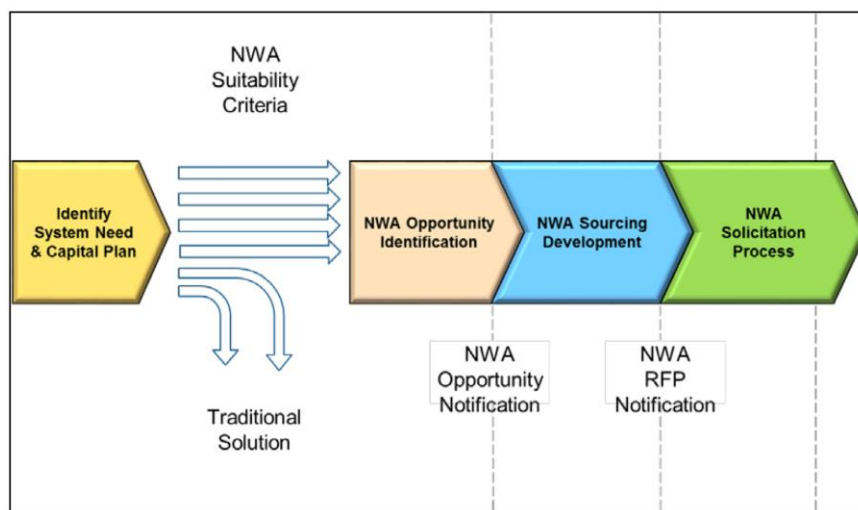 NWA
Suitability
Criteria
Identify
System Need
& Capital Plan
NWA Opportunity
Identification
NWA Sourcing
Development
NWA
Solicitation
Process
Traditional
Solution
NWA
Opportunity
Notification
NWA
RFP
Notification